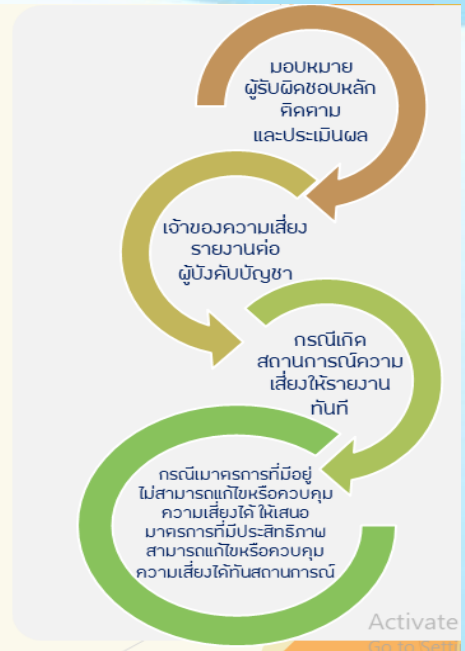 มอบหมาย
ผู้รับผิดชอบหลัก
ติดตาม
และประเมินผล
เจ้าของความเสี่ยง
รายงานต่อ
ผู้บังคับบัญชา
กรณีเกิด
สถานการณ์ความ
เสี่ยงให้รายงาน
ทันที
กรณีเมาตรการที่มีอยู่
ไม่สามารถแก้ไขหรือควบคุม
ความเสี่ยงได้ ให้เสนอ
มาตรการที่มีประสิทธิภาพ
สามารถแก้ไขหรือควบคุม
ความเสี่ยงได้ทันสถานการณ์
Activate
Go to Setti